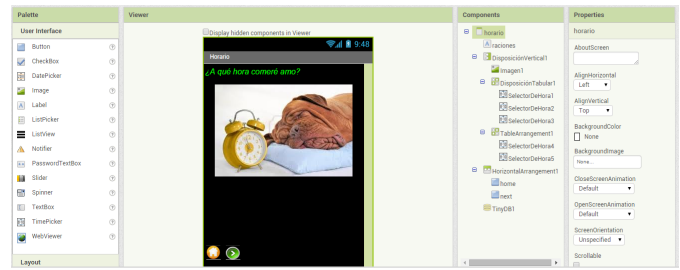 Palette
User Interface
Button
CheckBox
DatePicker
Image
Label
ListPicker
ListView
Notifier
PasswordTextBox
Slider
Spinner
TextBox
TimePicker
WebViewer
Layout
Viewer
Display hidden components in Viewer
9:48
Horario
¿A qué hora comeré amo?
Components
horario
raciones
DisposiciónVertical1
Imagen1
DisposiciónTabular1
SelectorDeHora1
SelectorDeHora2
SelectorDeHora3
TableArrangement1
SelectorDeHora4
SelectorDeHora5
HorizontalArrangement1
home
next
TinyDB1
Properties
horario
AboutScreen
AlignHorizontal
Left
AlignVertical
Top
BackgroundColor
None
BackgroundImage
None...
CloseScreenAnimation
Default
OpenScreenAnimation
Default
ScreenOrientation
Unspecified
Scrollable